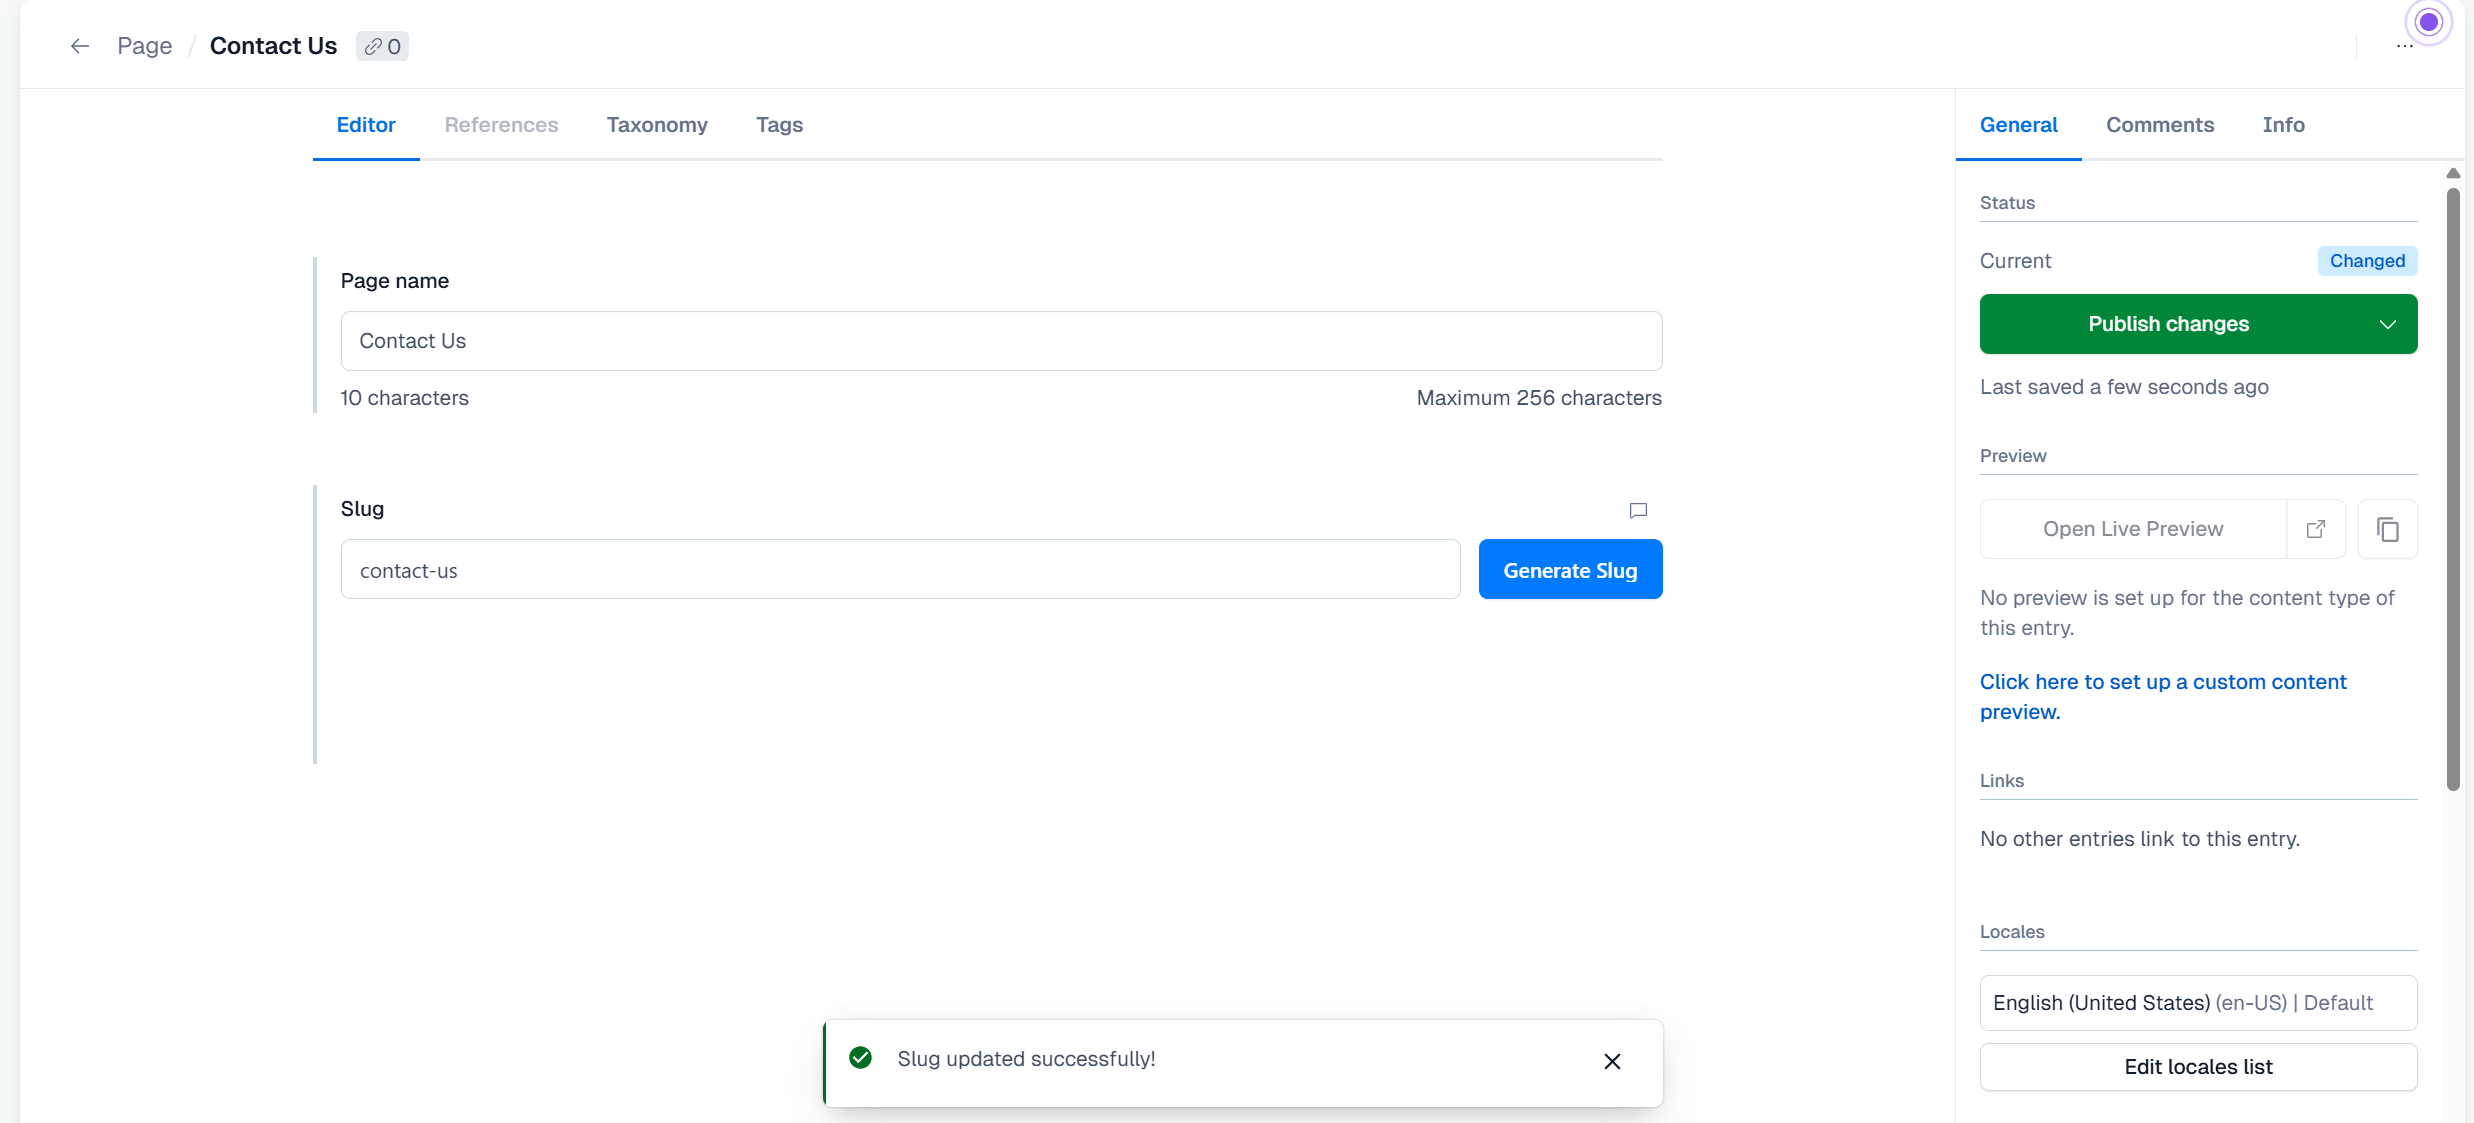 Page / Contact Us 0
Editor References Taxonomy Tags
Page name
Contact Us
10 characters Maximum 256 characters
Slug
contact-us Generate Slug
Slug updated successfully!
General Comments Info
Status
Current Changed
Publish changes
Last saved a few seconds ago
Preview
Open Live Preview
No preview is set up for the content type of
this entry.
Click here to set up a custom content
preview.
Links
No other entries link to this entry.
Locales
English (United States) (en-US) | Default
Edit locales list